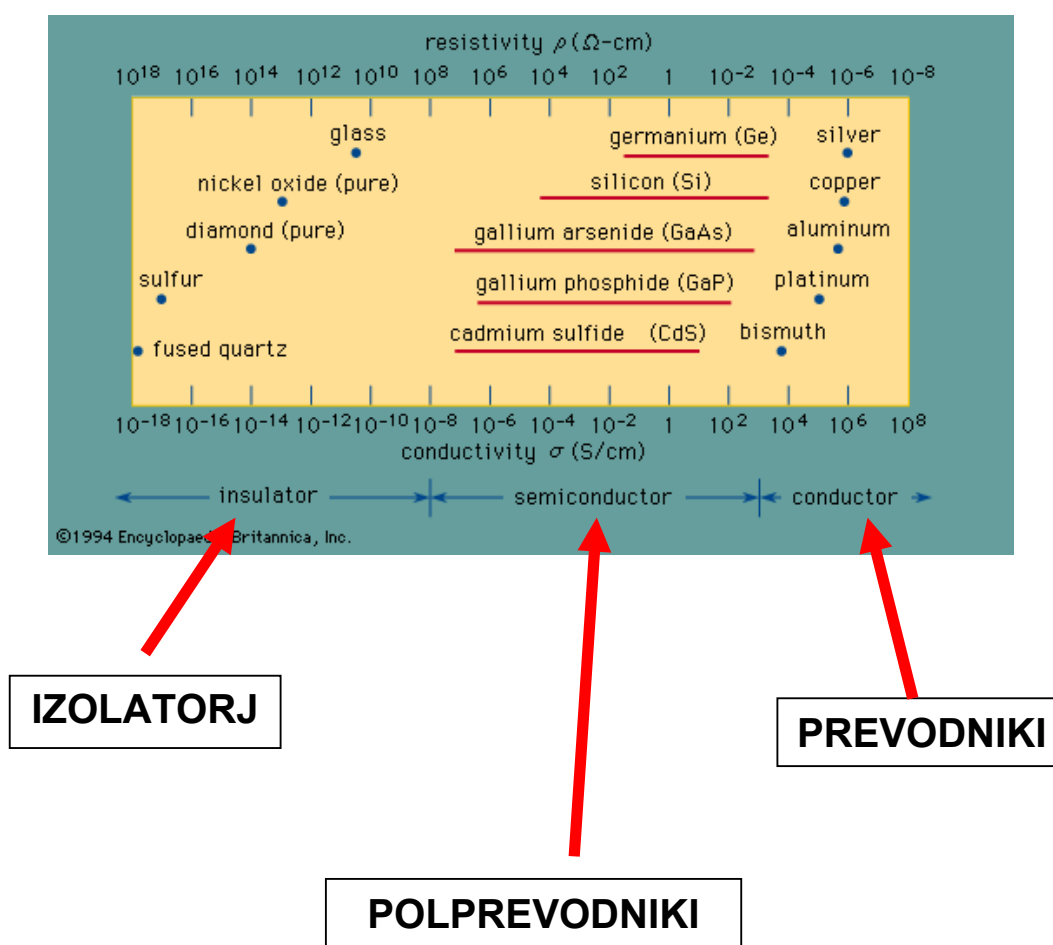 resistivity ρ (Ω-cm)
10¹⁸ 10¹⁶ 10¹⁴ 10¹² 10¹⁰ 10⁸ 10⁶ 10⁴ 10² 1 10⁻² 10⁻⁴ 10⁻⁶ 10⁻⁸
glass germanium (Ge) silver
nickel oxide (pure) silicon (Si) copper
diamond (pure) gallium arsenide (GaAs) aluminum
sulfur gallium phosphide (GaP) platinum
fused quartz cadmium sulfide (CdS) bismuth
10⁻¹⁸ 10⁻¹⁶ 10⁻¹⁴ 10⁻¹² 10⁻¹⁰ 10⁻⁸ 10⁻⁶ 10⁻⁴ 10⁻² 1 10² 10⁴ 10⁶ 10⁸
conductivity σ (S/cm)
insulator semiconductor conductor
©1994 Encyclopaedia Britannica, Inc.
IZOLATORJ
PREVODNIKI
POLPREVODNIKI